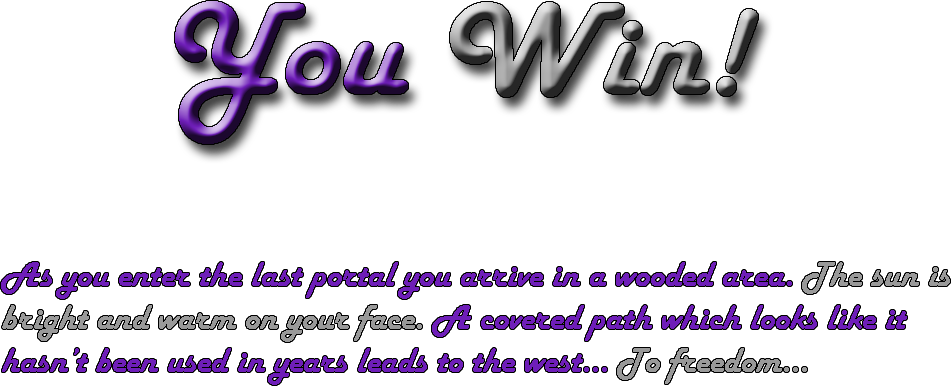 You Win!
As you enter the last portal you arrive in a wooded area. The sun is
bright and warm on your face. A covered path which looks like it
hasn't been used in years leads to the west... To freedom...